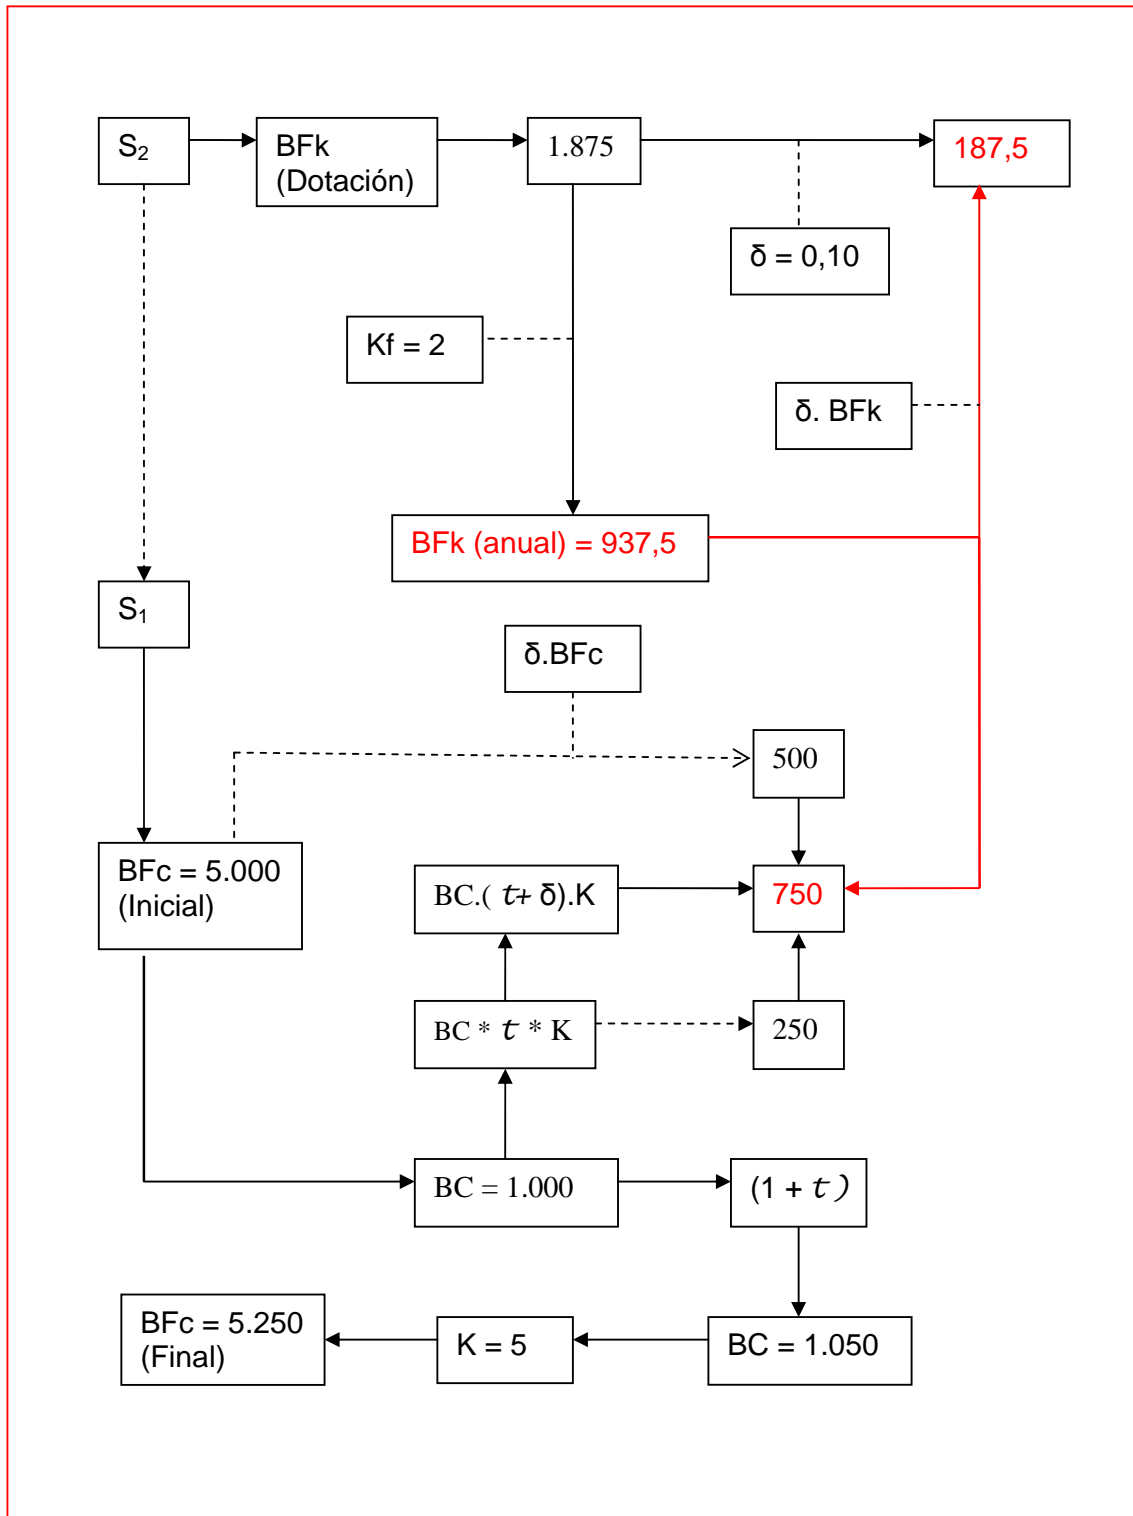 S₂
BFk
(Dotación)
1.875
187,5
δ = 0,10
Kf = 2
δ. BFk
BFk (anual) = 937,5
S₁
δ.BFc
500
BFc = 5.000
(Inicial)
BC.( t+ δ).K
750
BC * t * K
250
BC = 1.000
(1 + t )
BFc = 5.250
(Final)
K = 5
BC = 1.050